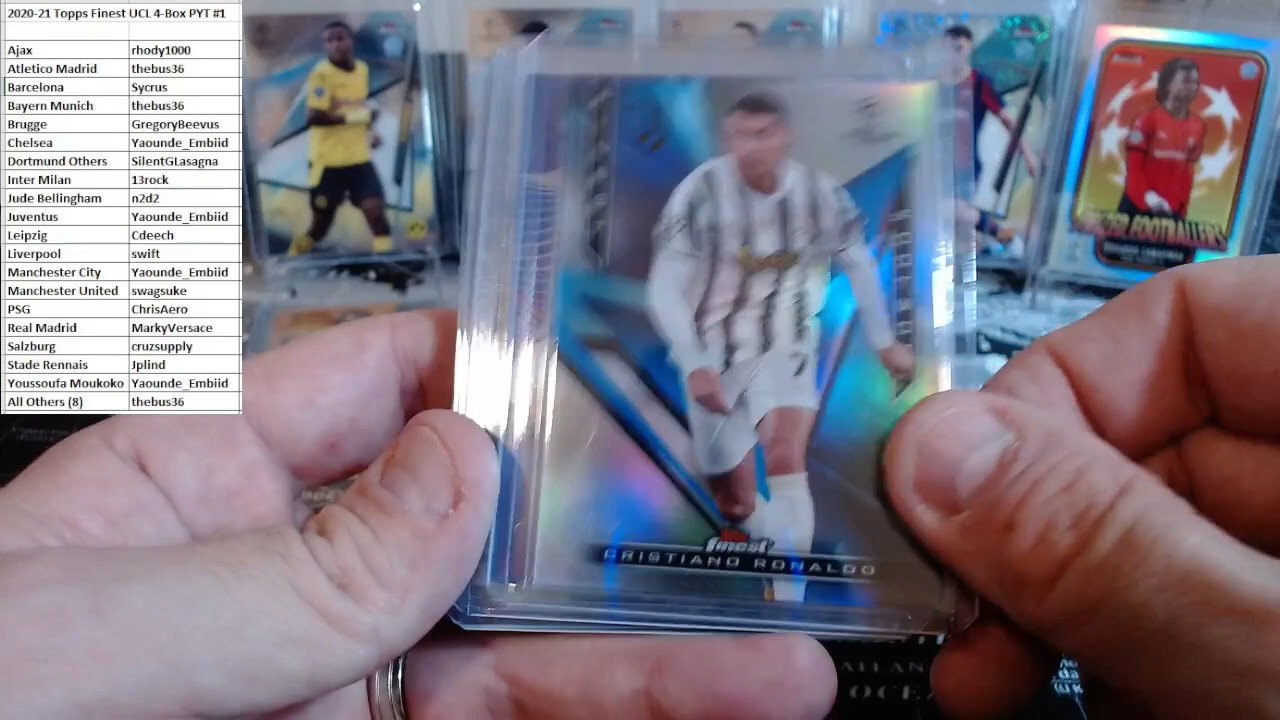 2020-21 Topps Finest UCL 4-Box PYT #1
Ajax rhody1000
Atletico Madrid thebus36
Barcelona Sycrus
Bayern Munich thebus36
Brugge GregoryBeevus
Chelsea Yaounde_Embiid
Dortmund Others SilentGLasagna
Inter Milan 13rock
Jude Bellingham n2d2
Juventus Yaounde_Embiid
Leipzig Cdeech
Liverpool swift
Manchester City Yaounde_Embiid
Manchester United swagsuke
PSG ChrisAero
Real Madrid MarkyVersace
Salzburg cruzsupply
Stade Rennais Jplind
Youssoufa Moukoko Yaounde_Embiid
All Others (8) thebus36
finest
CRISTIANO RONALDO
7
FOOTBALLERS